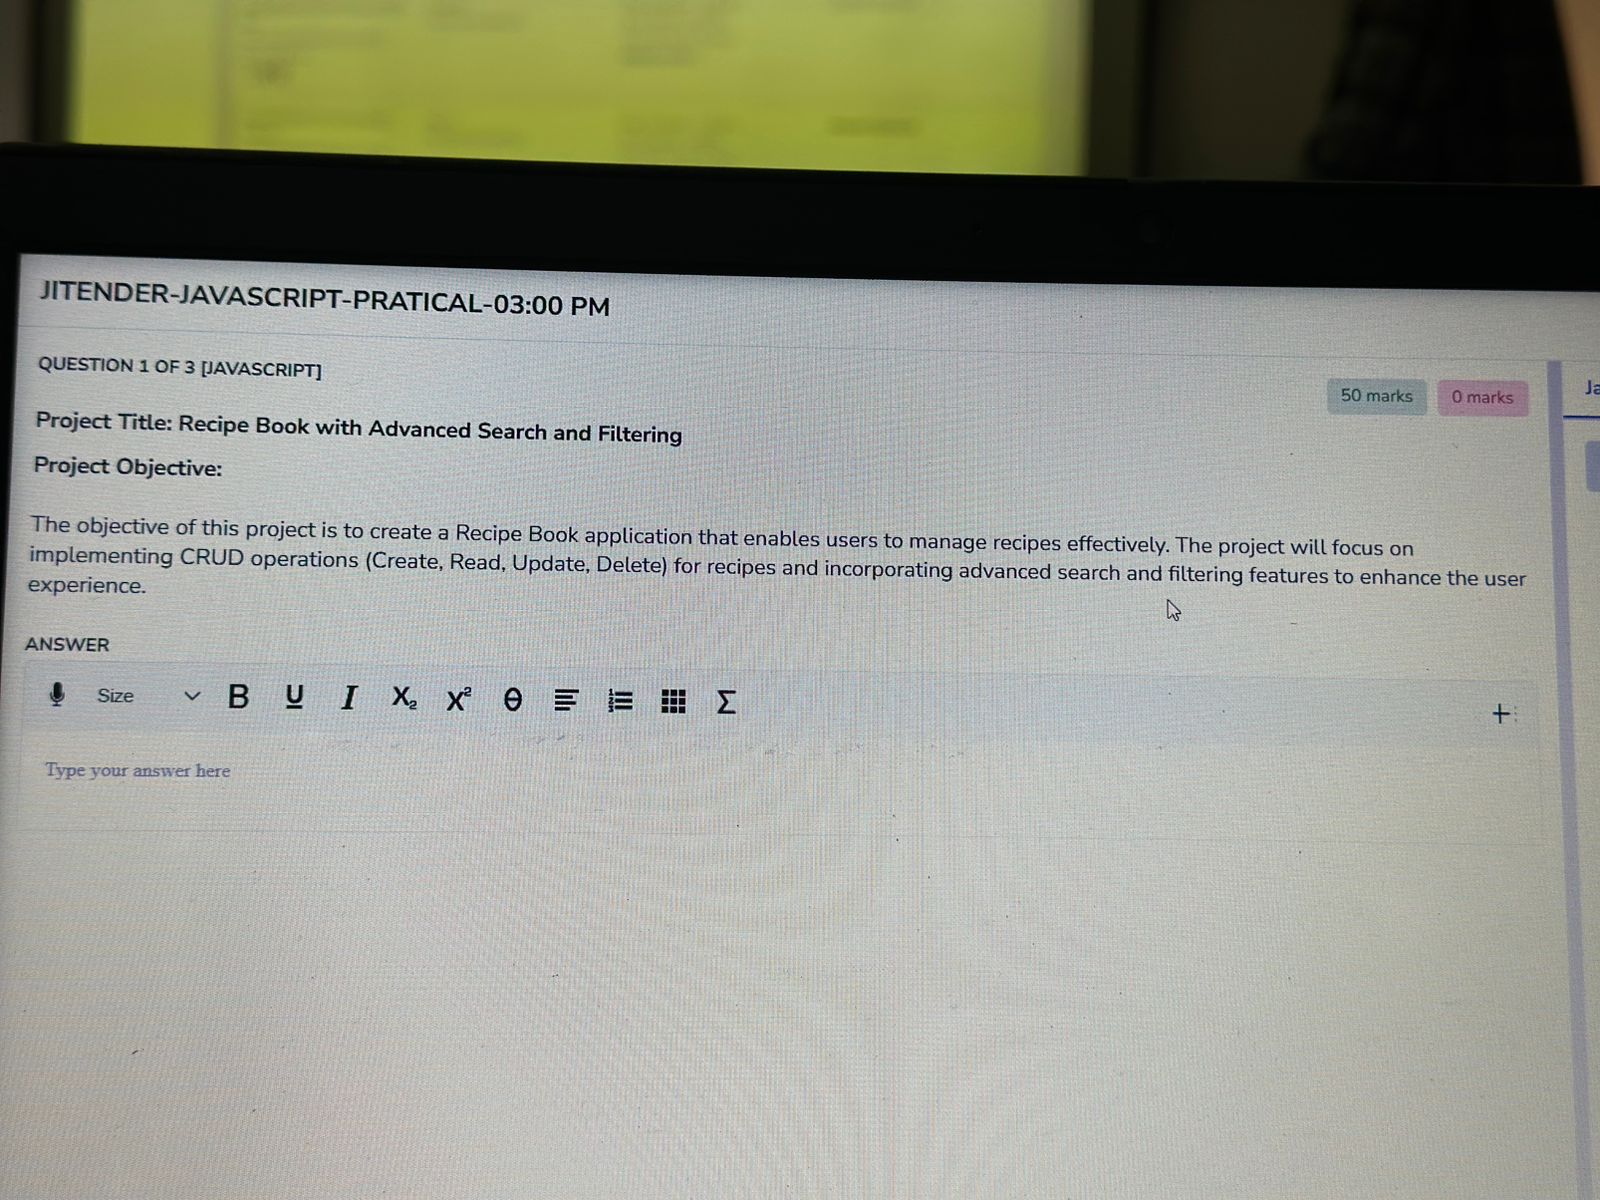 JITENDER-JAVASCRIPT-PRATICAL-03:00 PM
QUESTION 1 OF 3 [JAVASCRIPT]
50 marks
0 marks
Ja
Project Title: Recipe Book with Advanced Search and Filtering
Project Objective:
The objective of this project is to create a Recipe Book application that enables users to manage recipes effectively. The project will focus on
implementing CRUD operations (Create, Read, Update, Delete) for recipes and incorporating advanced search and filtering features to enhance the user
experience.
ANSWER
Size B U I X₂ X² Θ Σ +
Type your answer here